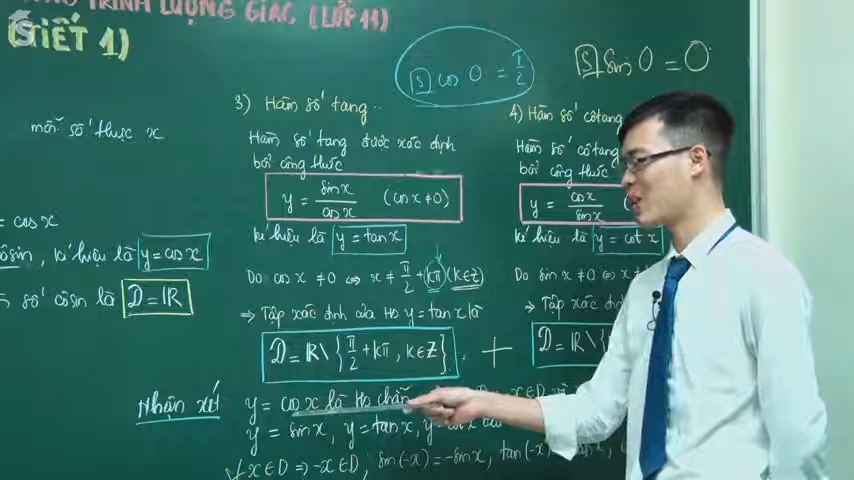 TRÌNH LƯỢNG GIÁC (LỚP 11)
(TIẾT 1)
S cos 0 = π/2
S sin 0 = 0
mỗi số thực x
= cos x
côsin, kí hiệu là y = cos x
số côsin là D = ℝ
3) Hàm số tang
Hàm số tang được xác định
bởi công thức
y = sin x / cos x (cos x ≠ 0)
kí hiệu là y = tan x
Do cos x ≠ 0 ⇔ x ≠ π/2 + kπ (k ∈ Z)
⇒ Tập xác định của Hs y = tan x là
D = ℝ \ { π/2 + kπ, k ∈ Z }
4) Hàm số côtang
Hàm số côtang
bởi công thức
y = cos x / sin x
kí hiệu là y = cot x
Do sin x ≠ 0 ⇔ x ≠
⇒ Tập xác định
D = ℝ \
Nhận xét
y = cos x là Hs chẵn
x ∈ D
y = sin x, y = tan x, y = cot x
∀ x ∈ D ⇒ -x ∈ D, sin(-x) = -sin x, tan(-x)